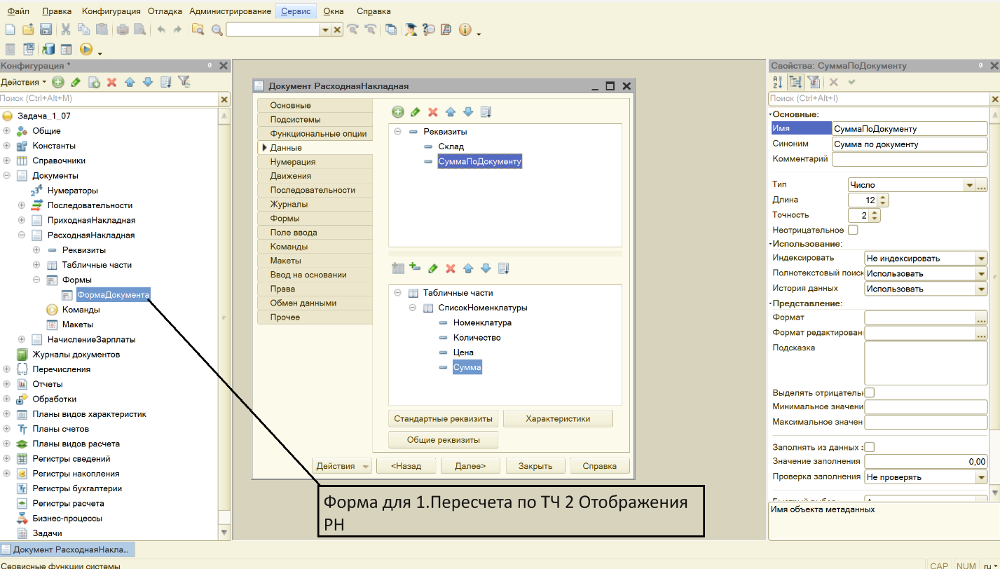 Файл Правка Конфигурация Отладка Администрирование Сервис Окна Справка
Конфигурация *
Действия
Поиск (Ctrl+Alt+M)
Задача_1_07
Общие
Константы
Справочники
Документы
Нумераторы
Последовательности
ПриходнаяНакладная
РасходнаяНакладная
Реквизиты
Табличные части
Формы
ФормаДокумента
Команды
Макеты
НачислениеЗарплаты
Журналы документов
Перечисления
Отчеты
Обработки
Планы видов характеристик
Планы счетов
Планы видов расчета
Регистры сведений
Регистры накопления
Регистры бухгалтерии
Регистры расчета
Бизнес-процессы
Задачи
Документ РасходнаяНакладная
Основные
Подсистемы
Функциональные опции
Данные
Нумерация
Движения
Последовательности
Журналы
Формы
Поле ввода
Команды
Макеты
Ввод на основании
Права
Обмен данными
Прочее
Реквизиты
Склад
СуммаПоДокументу
Табличные части
СписокНоменклатуры
Номенклатура
Количество
Цена
Сумма
Стандартные реквизиты Характеристики
Общие реквизиты
Действия <Назад Далее> Закрыть Справка
Форма для 1.Пересчета по ТЧ 2 Отображения
РН
Свойства: СуммаПоДокументу
Поиск (Ctrl+Alt+I)
Основные:
Имя СуммаПоДокументу
Синоним Сумма по документу
Комментарий
Тип Число
Длина 12
Точность 2
Неотрицательное
Использование:
Индексировать Не индексировать
Полнотекстовый поиск Использовать
История данных Использовать
Представление:
Формат
Формат редактировани
Подсказка
Выделять отрицательн
Минимальное значени
Максимальное значен
Заполнять из данных з
Значение заполнения 0,00
Проверка заполнения Не проверять
Имя объекта метаданных
Документ РасходнаяНакла...
Сервисные функции системы
CAP NUM ru